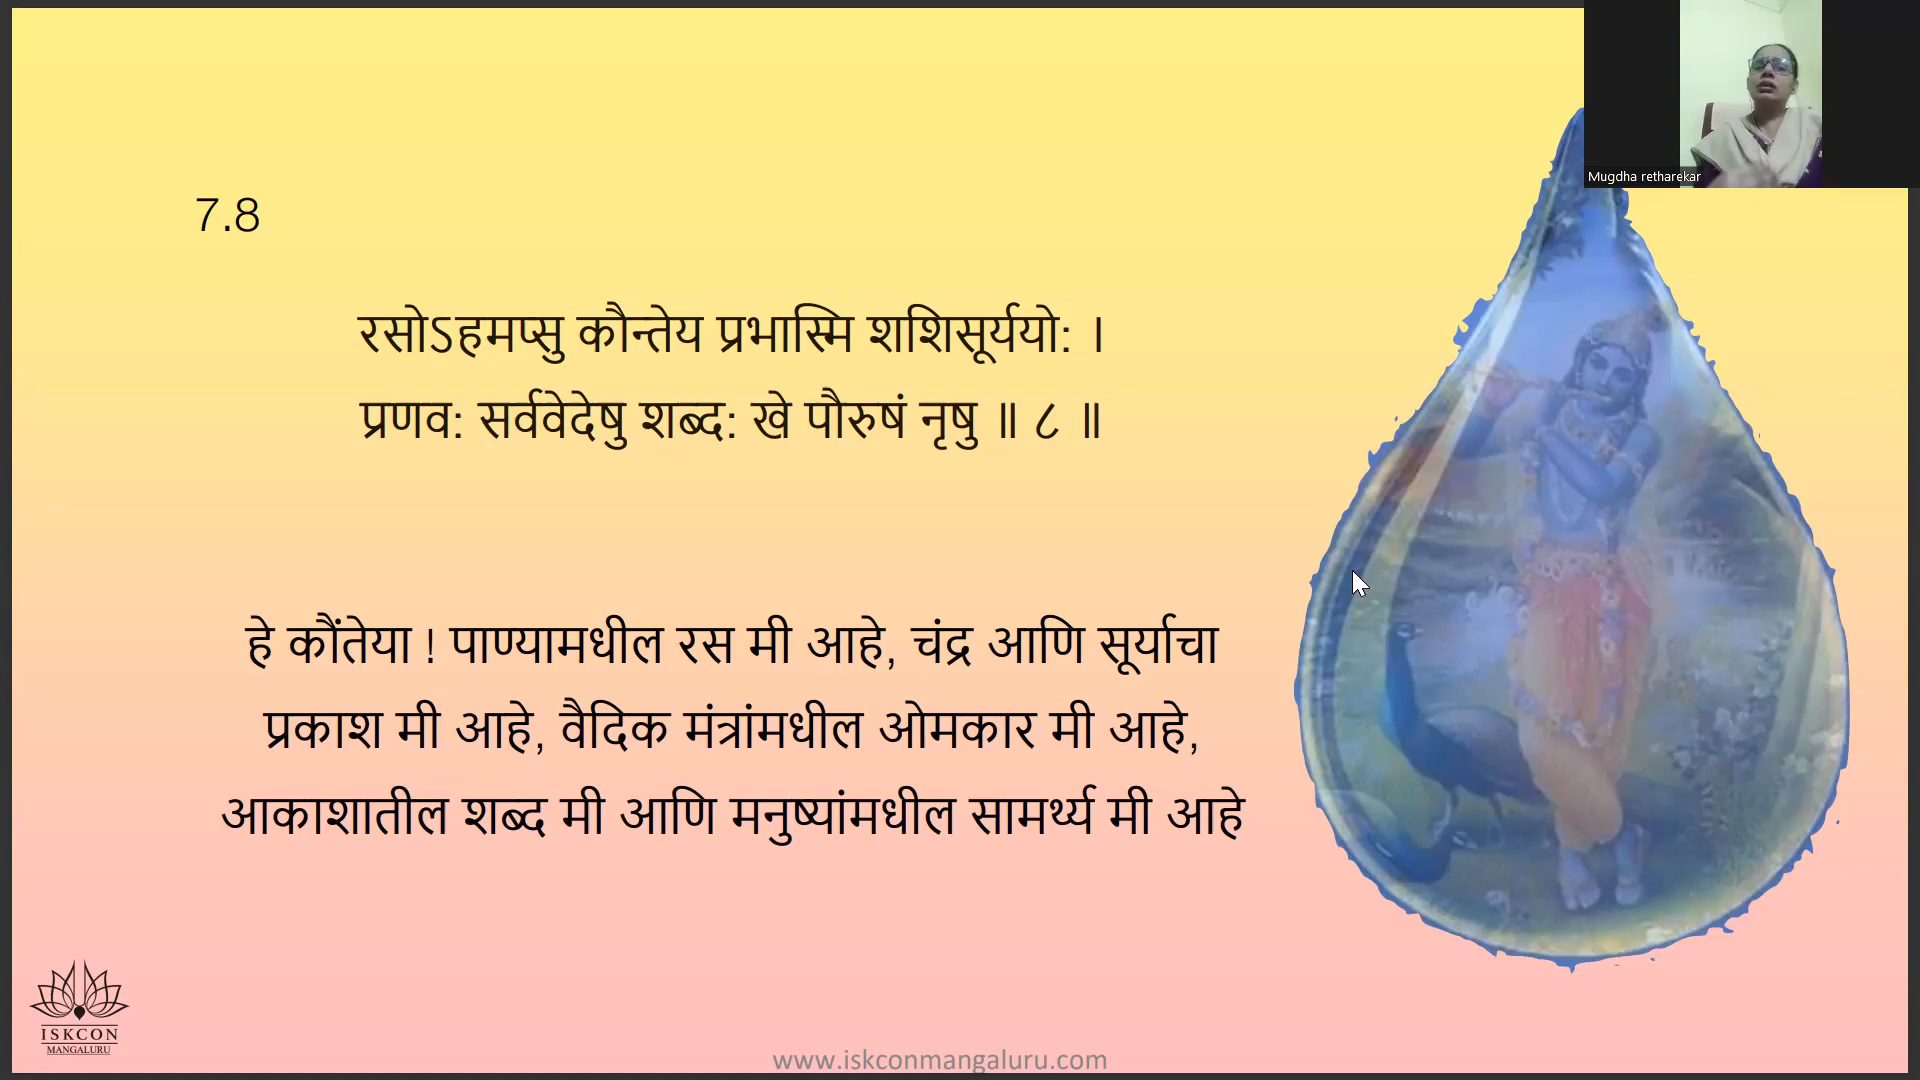 Mugdha retharekar
7.8
रसोऽहमप्सु कौन्तेय प्रभास्मि शशिसूर्ययो: ।
प्रणव: सर्ववेदेषु शब्द: खे पौरुषं नृषु ॥ ८ ॥
हे कौंतेया ! पाण्यामधील रस मी आहे, चंद्र आणि सूर्याचा
प्रकाश मी आहे, वैदिक मंत्रांमधील ओमकार मी आहे,
आकाशातील शब्द मी आणि मनुष्यांमधील सामर्थ्य मी आहे
ISKCON
MANGALURU
www.iskconmangaluru.com